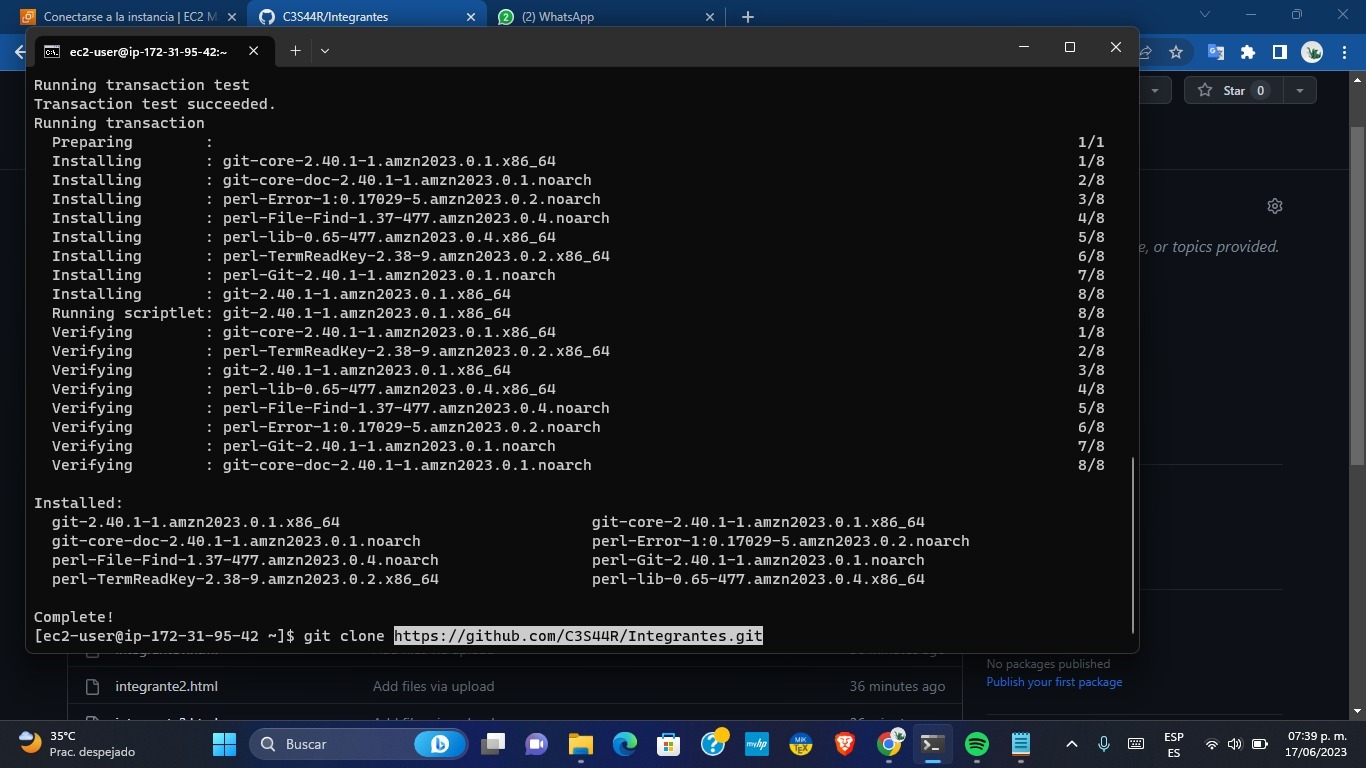 Conectarse a la instancia | EC2 M
C3S44R/Integrantes
(2) WhatsApp
ec2-user@ip-172-31-95-42:~
Star 0
Running transaction test
Transaction test succeeded.
Running transaction
Preparing : 1/1
Installing : git-core-2.40.1-1.amzn2023.0.1.x86_64 1/8
Installing : git-core-doc-2.40.1-1.amzn2023.0.1.noarch 2/8
Installing : perl-Error-1:0.17029-5.amzn2023.0.2.noarch 3/8
Installing : perl-File-Find-1.37-477.amzn2023.0.4.noarch 4/8
Installing : perl-lib-0.65-477.amzn2023.0.4.x86_64 5/8
Installing : perl-TermReadKey-2.38-9.amzn2023.0.2.x86_64 6/8
Installing : perl-Git-2.40.1-1.amzn2023.0.1.noarch 7/8
Installing : git-2.40.1-1.amzn2023.0.1.x86_64 8/8
Running scriptlet: git-2.40.1-1.amzn2023.0.1.x86_64 8/8
Verifying : git-core-2.40.1-1.amzn2023.0.1.x86_64 1/8
Verifying : perl-TermReadKey-2.38-9.amzn2023.0.2.x86_64 2/8
Verifying : git-2.40.1-1.amzn2023.0.1.x86_64 3/8
Verifying : perl-lib-0.65-477.amzn2023.0.4.x86_64 4/8
Verifying : perl-File-Find-1.37-477.amzn2023.0.4.noarch 5/8
Verifying : perl-Error-1:0.17029-5.amzn2023.0.2.noarch 6/8
Verifying : perl-Git-2.40.1-1.amzn2023.0.1.noarch 7/8
Verifying : git-core-doc-2.40.1-1.amzn2023.0.1.noarch 8/8
Installed:
git-2.40.1-1.amzn2023.0.1.x86_64 git-core-2.40.1-1.amzn2023.0.1.x86_64
git-core-doc-2.40.1-1.amzn2023.0.1.noarch perl-Error-1:0.17029-5.amzn2023.0.2.noarch
perl-File-Find-1.37-477.amzn2023.0.4.noarch perl-Git-2.40.1-1.amzn2023.0.1.noarch
perl-TermReadKey-2.38-9.amzn2023.0.2.x86_64 perl-lib-0.65-477.amzn2023.0.4.x86_64
Complete!
[ec2-user@ip-172-31-95-42 ~]$ git clone https://github.com/C3S44R/Integrantes.git
e, or topics provided.
No packages published
Publish your first package
integrante2.html Add files via upload 36 minutes ago
35°C
Prac. despejado
Buscar
myhp
MiK
TEX
ESP
ES
07:39 p. m.
17/06/2023